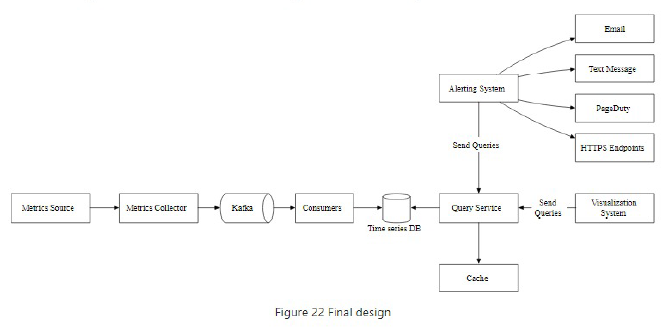 Email
Text Message
Alerting System
PagerDuty
HTTPS Endpoints
Send Queries
Metrics Source
Metrics Collector
Kafka
Consumers
Time series DB
Query Service
Send
Queries
Visualization
System
Cache
Figure 22 Final design